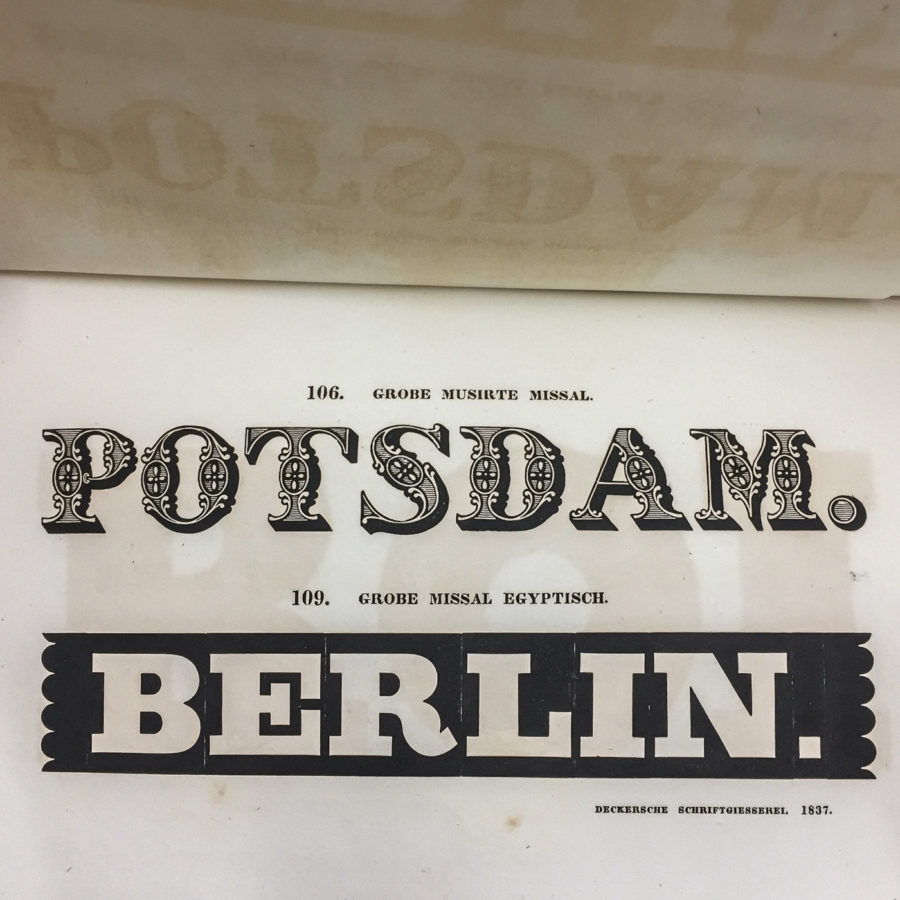 106. GROBE MUSIRTE MISSAL.
POTSDAM.
109. GROBE MISSAL EGYPTISCH.
BERLIN.
DECKERSCHE SCHRIFTGIESSEREI. 1837.